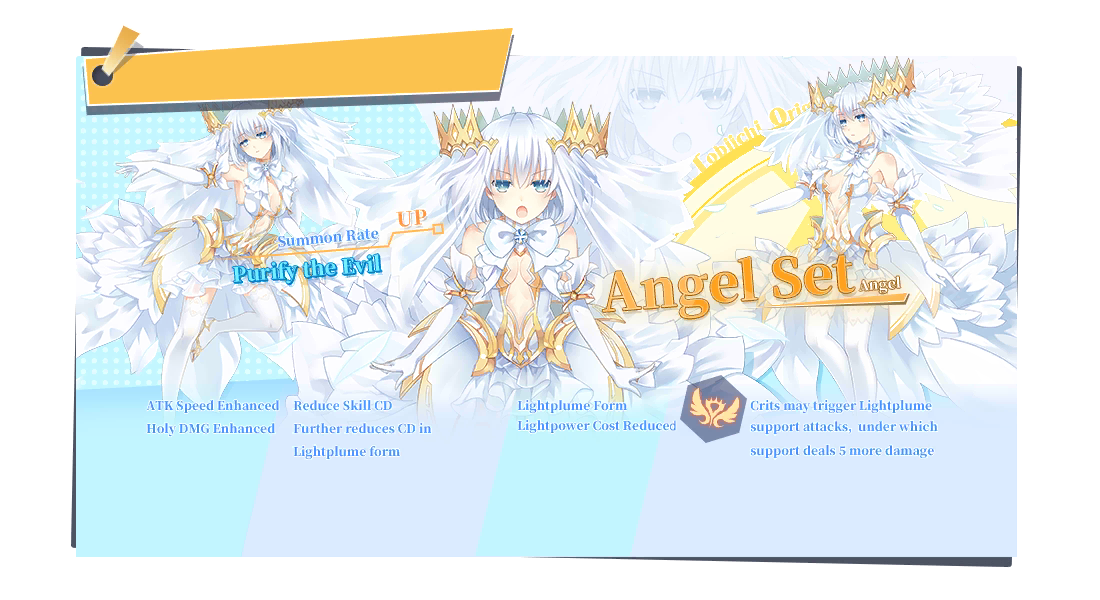 UP
Summon Rate
Purify the Evil
Angel Set
Angel
ATK Speed Enhanced
Holy DMG Enhanced
Reduce Skill CD
Further reduces CD in
Lightplume form
Lightplume Form
Lightpower Cost Reduced
Crits may trigger Lightplume
support attacks, under which
support deals 5 more damage